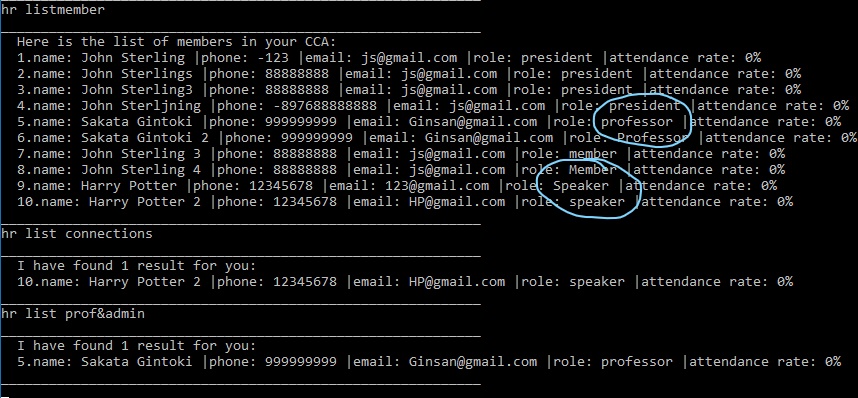 hr listmember
Here is the list of members in your CCA:
1.name: John Sterling |phone: -123 |email: js@gmail.com |role: president |attendance rate: 0%
2.name: John Sterlings |phone: 88888888 |email: js@gmail.com |role: president |attendance rate: 0%
3.name: John Sterling3 |phone: 88888888 |email: js@gmail.com |role: president |attendance rate: 0%
4.name: John Sterljning |phone: -897688888888 |email: js@gmail.com |role: president |attendance rate: 0%
5.name: Sakata Gintoki |phone: 999999999 |email: Ginsan@gmail.com |role: professor |attendance rate: 0%
6.name: Sakata Gintoki 2 |phone: 999999999 |email: Ginsan@gmail.com |role: Professor |attendance rate: 0%
7.name: John Sterling 3 |phone: 88888888 |email: js@gmail.com |role: member |attendance rate: 0%
8.name: John Sterling 4 |phone: 88888888 |email: js@gmail.com |role: Member |attendance rate: 0%
9.name: Harry Potter |phone: 12345678 |email: 123@gmail.com |role: Speaker |attendance rate: 0%
10.name: Harry Potter 2 |phone: 12345678 |email: HP@gmail.com |role: speaker |attendance rate: 0%
hr list connections
I have found 1 result for you:
10.name: Harry Potter 2 |phone: 12345678 |email: HP@gmail.com |role: speaker |attendance rate: 0%
hr list prof&admin
I have found 1 result for you:
5.name: Sakata Gintoki |phone: 999999999 |email: Ginsan@gmail.com |role: professor |attendance rate: 0%